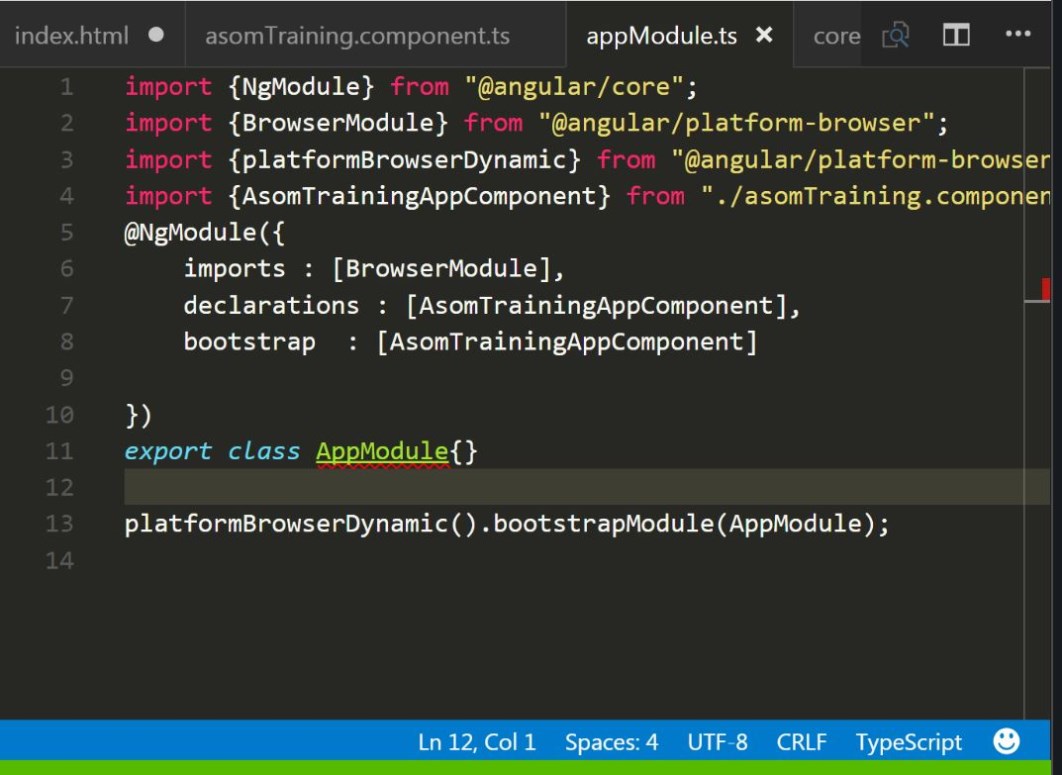 index.html asomTraining.component.ts appModule.ts core
1 import {NgModule} from "@angular/core";
2 import {BrowserModule} from "@angular/platform-browser";
3 import {platformBrowserDynamic} from "@angular/platform-browser
4 import {AsomTrainingAppComponent} from "./asomTraining.componen
5 @NgModule({
6 imports : [BrowserModule],
7 declarations : [AsomTrainingAppComponent],
8 bootstrap : [AsomTrainingAppComponent]
9
10 })
11 export class AppModule{}
12
13 platformBrowserDynamic().bootstrapModule(AppModule);
14
Ln 12, Col 1 Spaces: 4 UTF-8 CRLF TypeScript